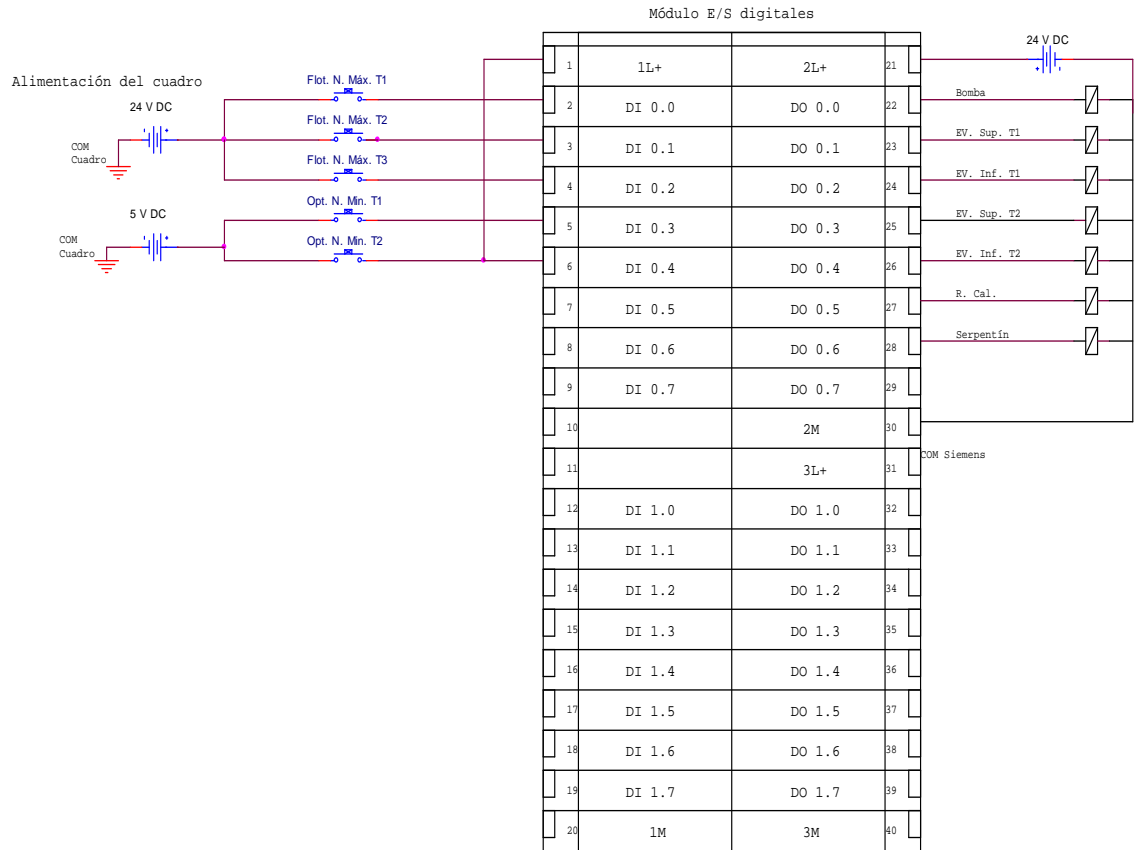 Módulo E/S digitales
24 V DC
Alimentación del cuadro
24 V DC
COM
Cuadro
5 V DC
COM
Cuadro
Flot. N. Máx. T1
Flot. N. Máx. T2
Flot. N. Máx. T3
Opt. N. Min. T1
Opt. N. Min. T2
1 1L+ 2L+ 21
2 DI 0.0 DO 0.0 22 Bomba
3 DI 0.1 DO 0.1 23 EV. Sup. T1
4 DI 0.2 DO 0.2 24 EV. Inf. T1
5 DI 0.3 DO 0.3 25 EV. Sup. T2
6 DI 0.4 DO 0.4 26 EV. Inf. T2
7 DI 0.5 DO 0.5 27 R. Cal.
8 DI 0.6 DO 0.6 28 Serpentín
9 DI 0.7 DO 0.7 29
10 2M 30
COM Siemens
11 3L+ 31
12 DI 1.0 DO 1.0 32
13 DI 1.1 DO 1.1 33
14 DI 1.2 DO 1.2 34
15 DI 1.3 DO 1.3 35
16 DI 1.4 DO 1.4 36
17 DI 1.5 DO 1.5 37
18 DI 1.6 DO 1.6 38
19 DI 1.7 DO 1.7 39
20 1M 3M 40